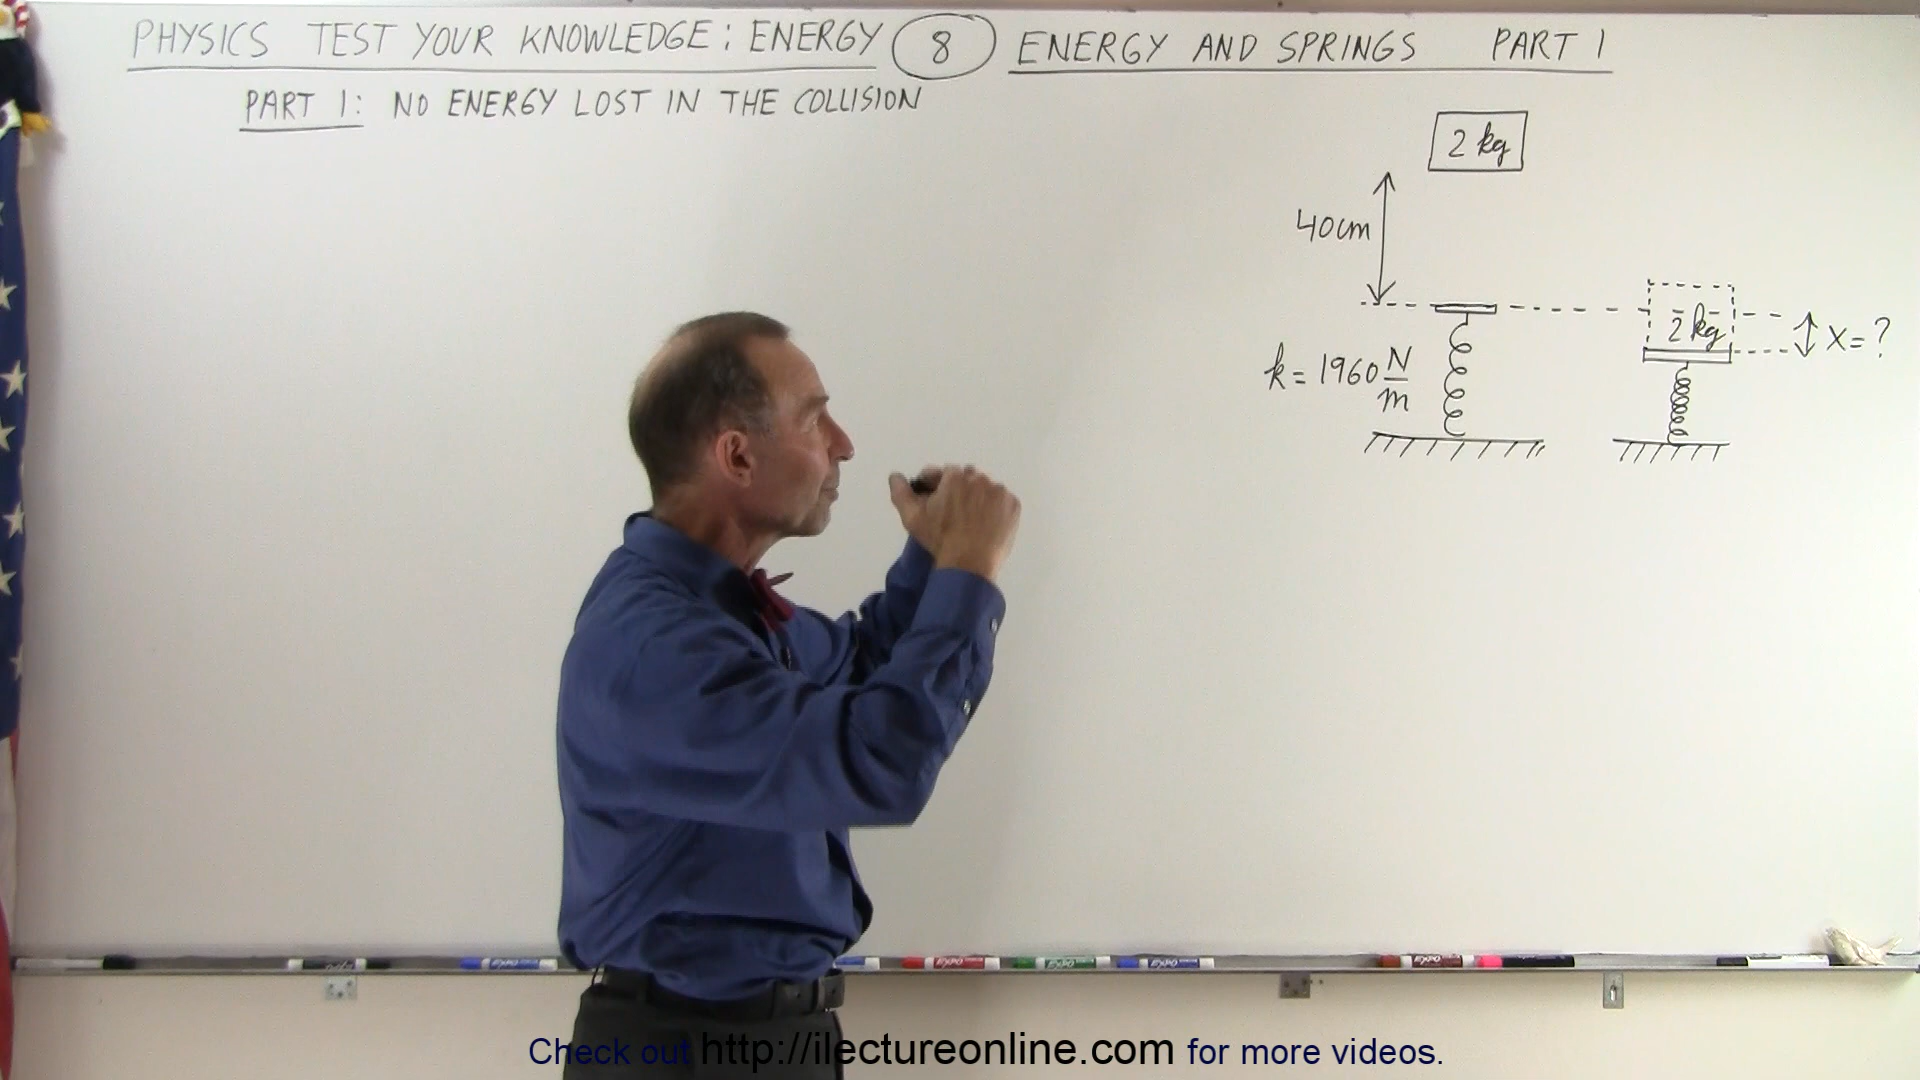 PHYSICS TEST YOUR KNOWLEDGE: ENERGY 8 ENERGY AND SPRINGS PART 1
PART 1: NO ENERGY LOST IN THE COLLISION
2 kg
40cm
2 kg
x = ?
k = 1960 N/m
Check out http://ilectureonline.com for more videos.